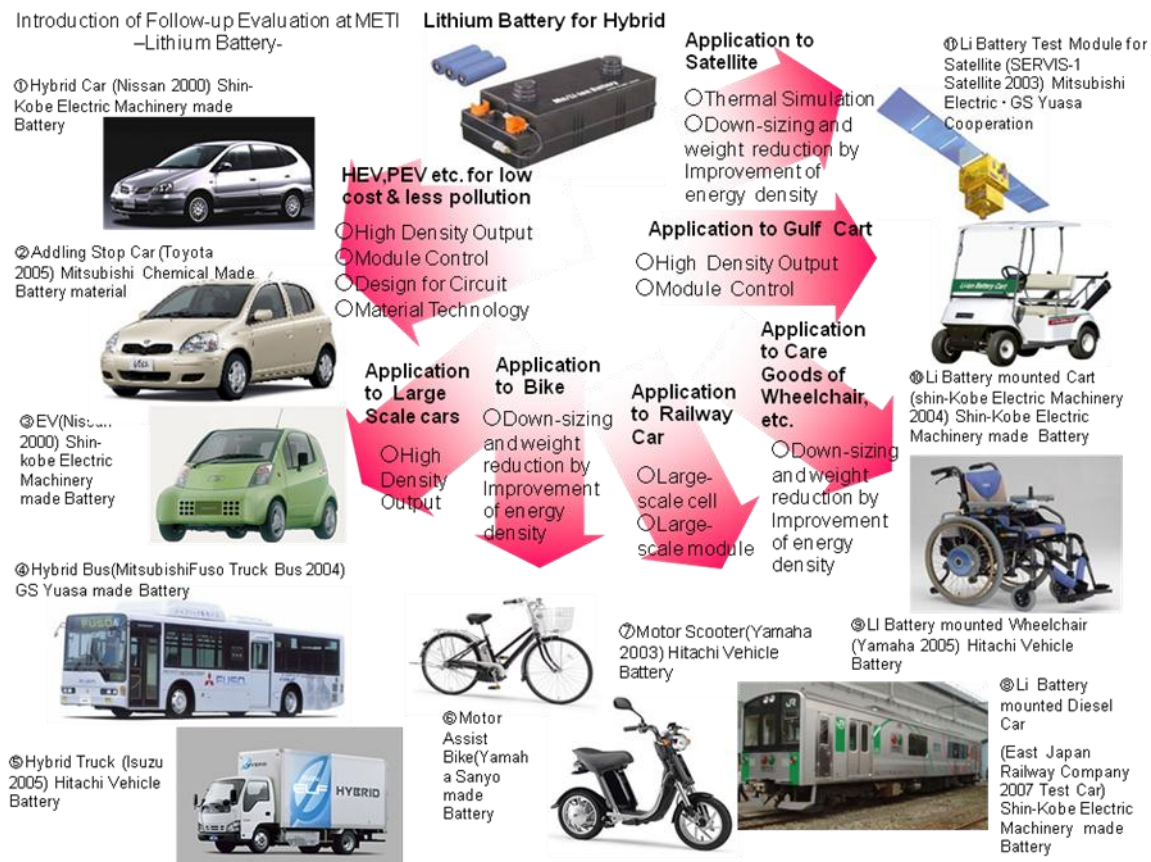 Introduction of Follow-up Evaluation at METI
–Lithium Battery-
Lithium Battery for Hybrid
①Hybrid Car (Nissan 2000) Shin-
Kobe Electric Machinery made
Battery
②Addling Stop Car (Toyota
2005) Mitsubishi Chemical Made
Battery material
③EV(Nissan
2000) Shin-
kobe Electric
Machinery
made Battery
④Hybrid Bus(MitsubishiFuso Truck Bus 2004)
GS Yuasa made Battery
FUSO
⑤Hybrid Truck (Isuzu
2005) Hitachi Vehicle
Battery
ELF HYBRID
HEV,PEV etc. for low
cost & less pollution
○High Density Output
○Module Control
○Design for Circuit
○Material Technology
Application
to Large
Scale cars
○High
Density
Output
Application
to Bike
○Down-sizing
and weight
reduction by
Improvement
of energy
density
Application
to Railway
Car
○Large-
scale cell
○Large-
scale module
Application
to Care
Goods of
Wheelchair,
etc.
○Down-sizing
and weight
reduction by
Improvement
of energy
density
Application to Gulf Cart
○High Density Output
○Module Control
Application to
Satellite
○Thermal Simulation
○Down-sizing and
weight reduction by
Improvement of
energy density
⑪Li Battery Test Module for
Satellite (SERVIS-1
Satellite 2003) Mitsubishi
Electric・GS Yuasa
Cooperation
Li-ion Battery Cart
⑩Li Battery mounted Cart
(shin-Kobe Electric Machinery
2004) Shin-Kobe Electric
Machinery made Battery
⑨LI Battery mounted Wheelchair
(Yamaha 2005) Hitachi Vehicle
Battery
⑧Li Battery
mounted Diesel
Car
(East Japan
Railway Company
2007 Test Car)
Shin-Kobe Electric
Machinery made
Battery
JR
⑦Motor Scooter(Yamaha
2003) Hitachi Vehicle
Battery
⑥Motor
Assist
Bike(Yamah
a Sanyo
made
Battery